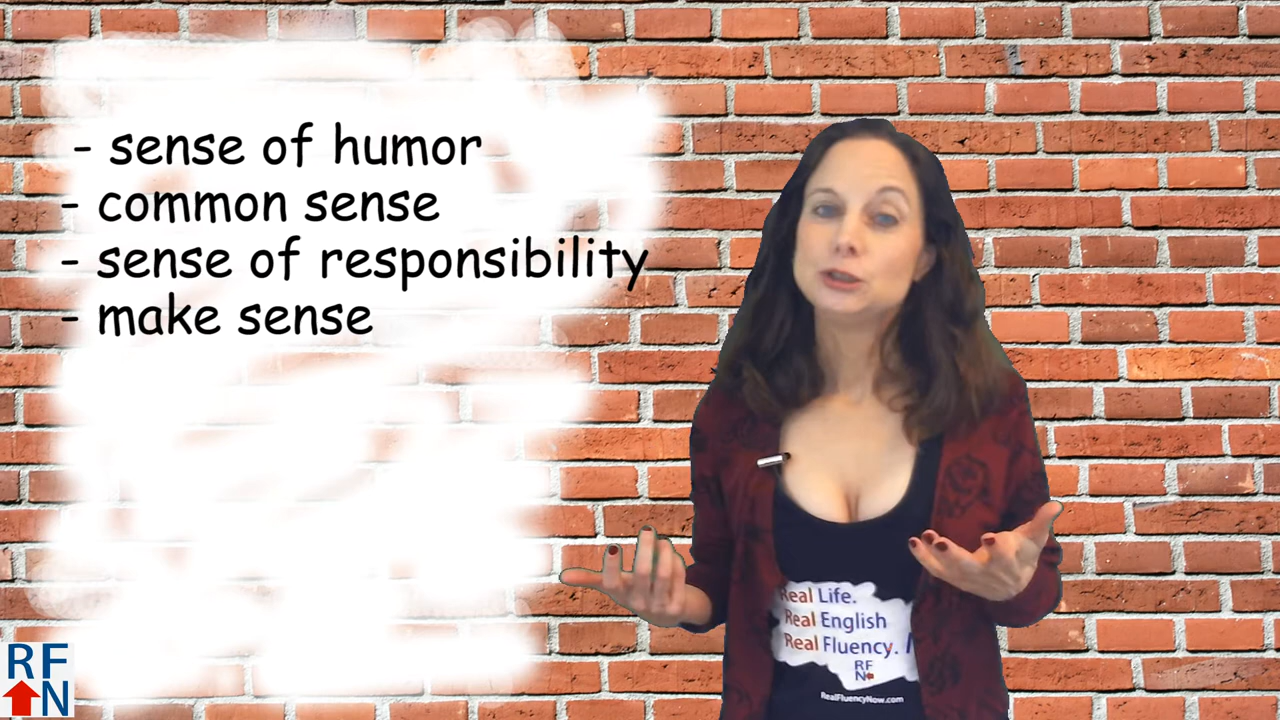 - sense of humor
- common sense
- sense of responsibility
- make sense
Real Life.
Real English
Real Fluency.
RF
N
RealFluencyNow.com
RF
N